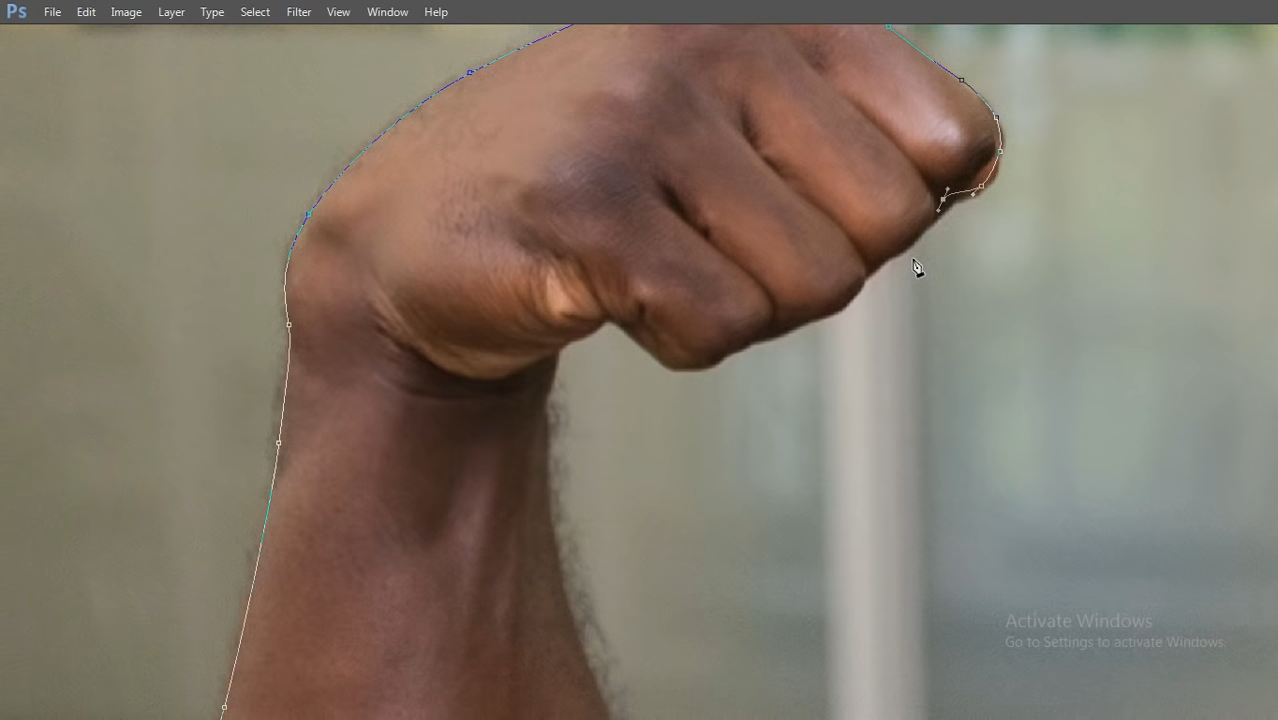 Ps File Edit Image Layer Type Select Filter View Window Help
Activate Windows
Go to Settings to activate Windows.